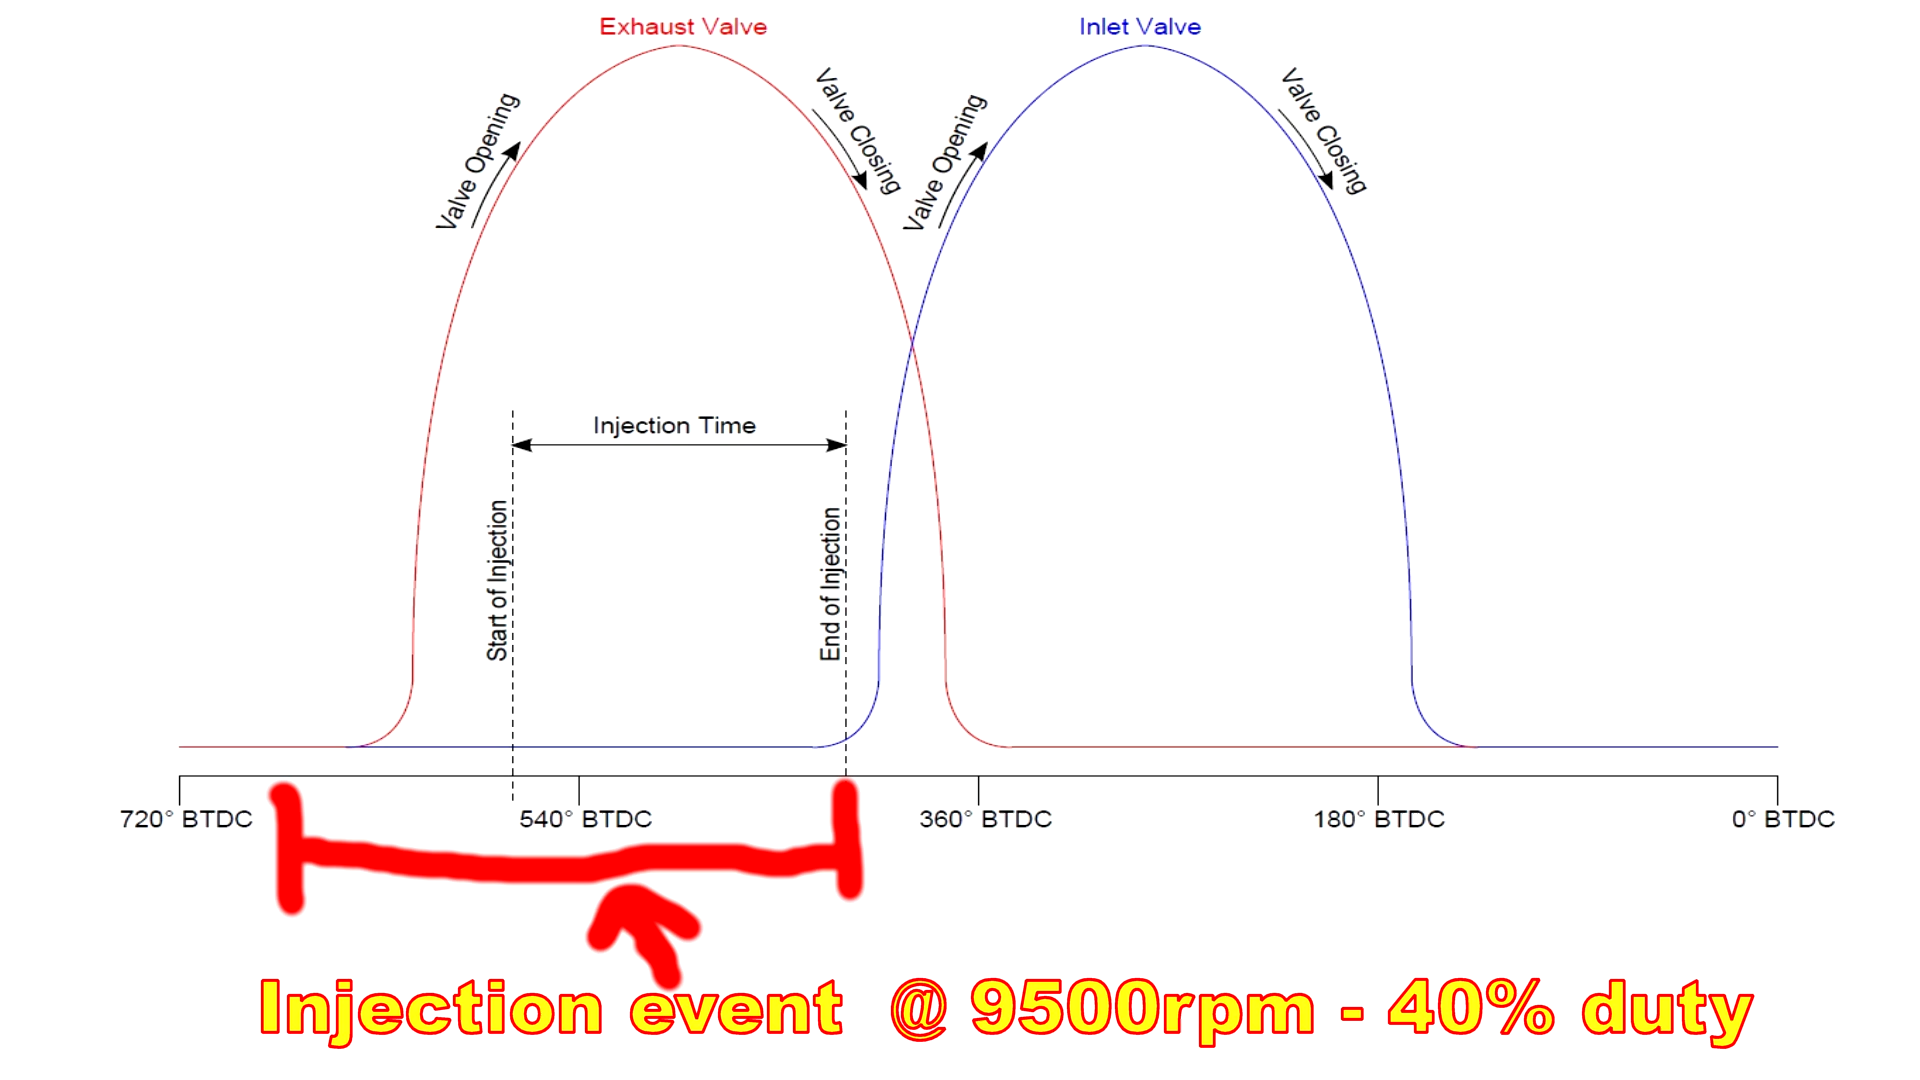 Exhaust Valve
Inlet Valve
Valve Opening
Valve Closing
Valve Opening
Valve Closing
Injection Time
Start of Injection
End of Injection
720° BTDC
540° BTDC
360° BTDC
180° BTDC
0° BTDC
Injection event @ 9500rpm - 40% duty